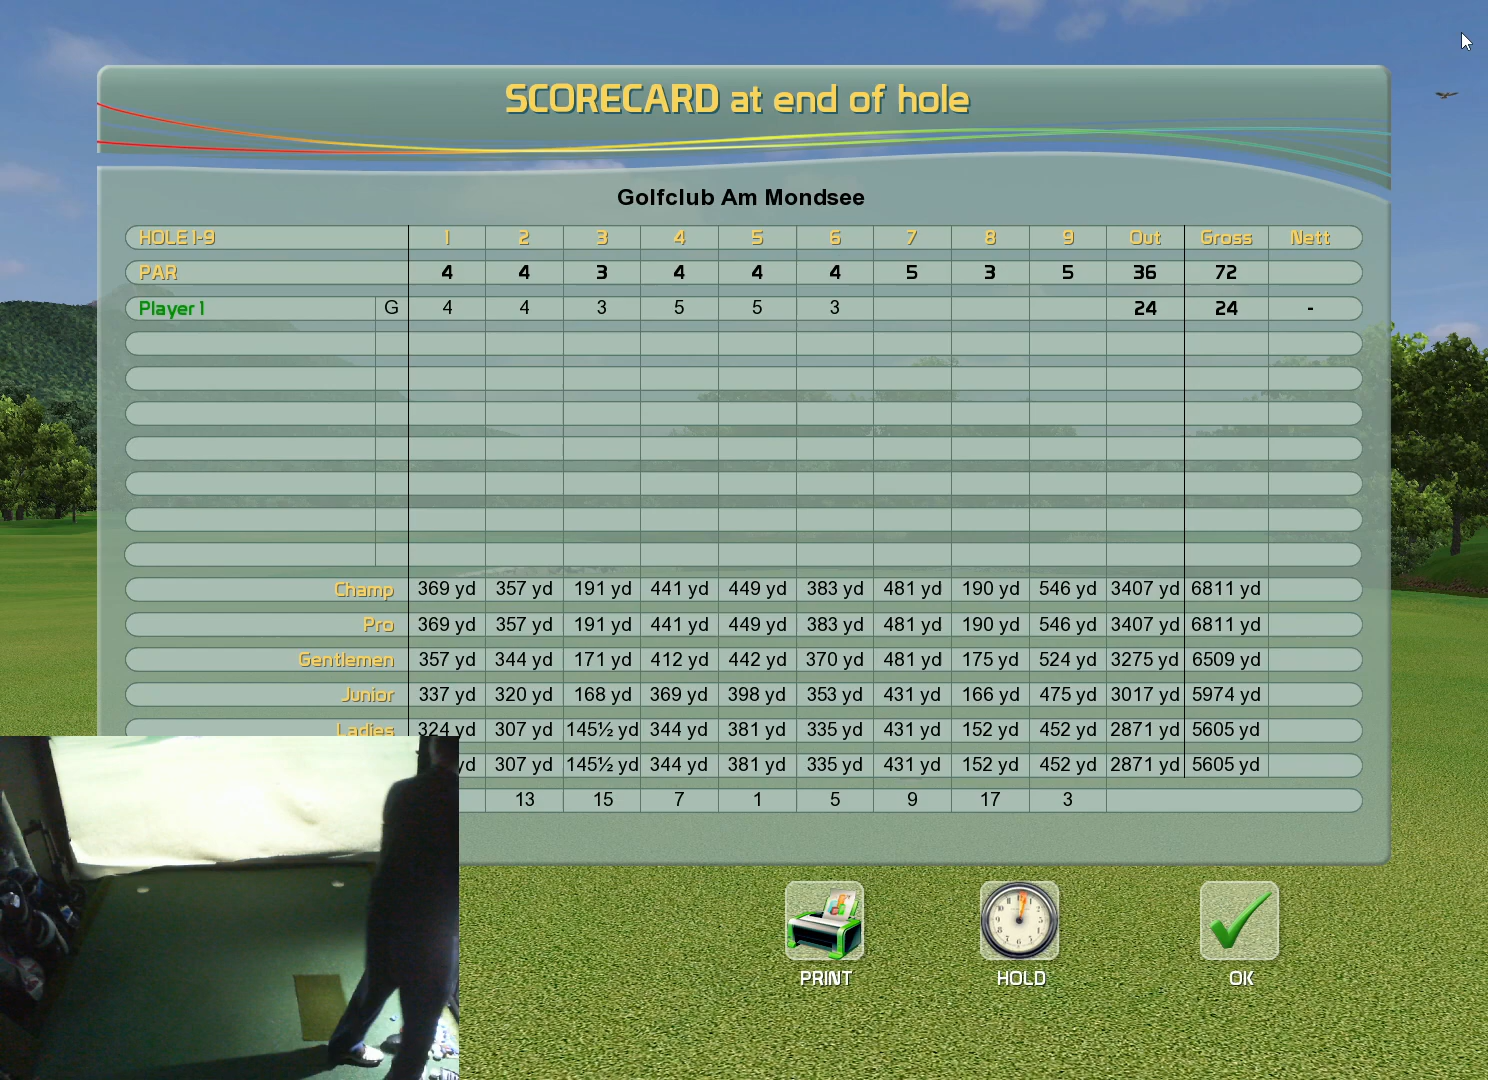 SCORECARD at end of hole
Golfclub Am Mondsee
HOLE 1-9 1 2 3 4 5 6 7 8 9 Out Gross Nett
PAR 4 4 3 4 4 4 5 3 5 36 72
Player 1 G 4 4 3 5 5 3 24 24 -
Champ 369 yd 357 yd 191 yd 441 yd 449 yd 383 yd 481 yd 190 yd 546 yd 3407 yd 6811 yd
Pro 369 yd 357 yd 191 yd 441 yd 449 yd 383 yd 481 yd 190 yd 546 yd 3407 yd 6811 yd
Gentlemen 357 yd 344 yd 171 yd 412 yd 442 yd 370 yd 481 yd 175 yd 524 yd 3275 yd 6509 yd
Junior 337 yd 320 yd 168 yd 369 yd 398 yd 353 yd 431 yd 166 yd 475 yd 3017 yd 5974 yd
Ladies 324 yd 307 yd 145½ yd 344 yd 381 yd 335 yd 431 yd 152 yd 452 yd 2871 yd 5605 yd
yd 307 yd 145½ yd 344 yd 381 yd 335 yd 431 yd 152 yd 452 yd 2871 yd 5605 yd
13 15 7 1 5 9 17 3
PRINT HOLD OK